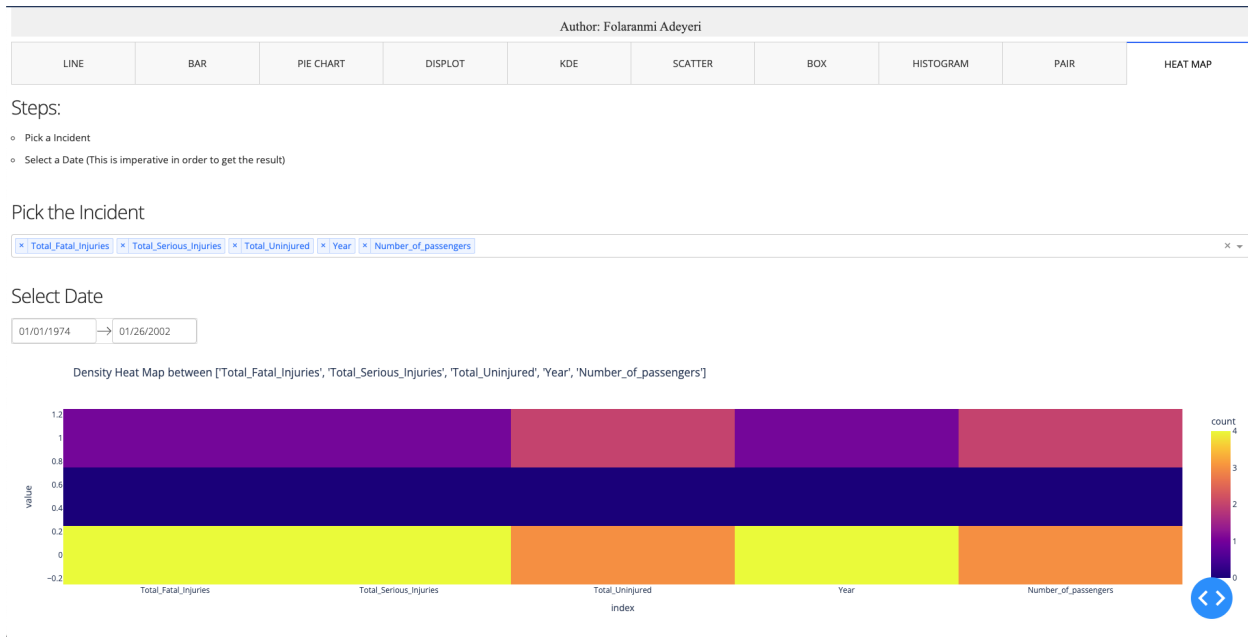 Author: Folaranmi Adeyeri
LINE BAR PIE CHART DISPLOT KDE SCATTER BOX HISTOGRAM PAIR HEAT MAP
Steps:
Pick a Incident
Select a Date (This is imperative in order to get the result)
Pick the Incident
× Total_Fatal_Injuries × Total_Serious_Injuries × Total_Uninjured × Year × Number_of_passengers ×
Select Date
01/01/1974 → 01/26/2002
Density Heat Map between ['Total_Fatal_Injuries', 'Total_Serious_Injuries', 'Total_Uninjured', 'Year', 'Number_of_passengers']
value
1.2
1
0.8
0.6
0.4
0.2
0
−0.2
Total_Fatal_Injuries Total_Serious_Injuries Total_Uninjured Year Number_of_passengers
index
count
4
3
2
1
0